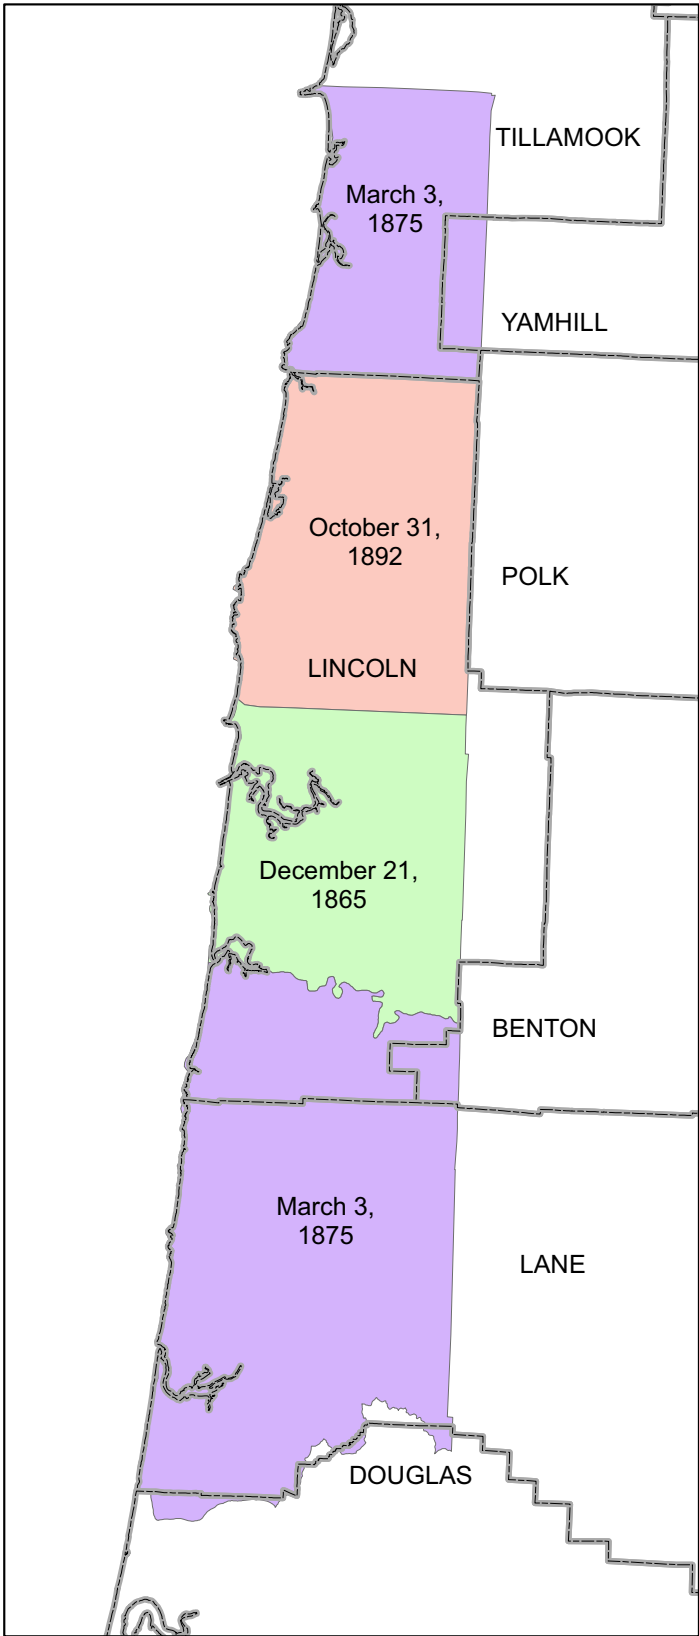 TILLAMOOK
March 3,
1875
YAMHILL
October 31,
1892
POLK
LINCOLN
December 21,
1865
BENTON
March 3,
1875
LANE
DOUGLAS